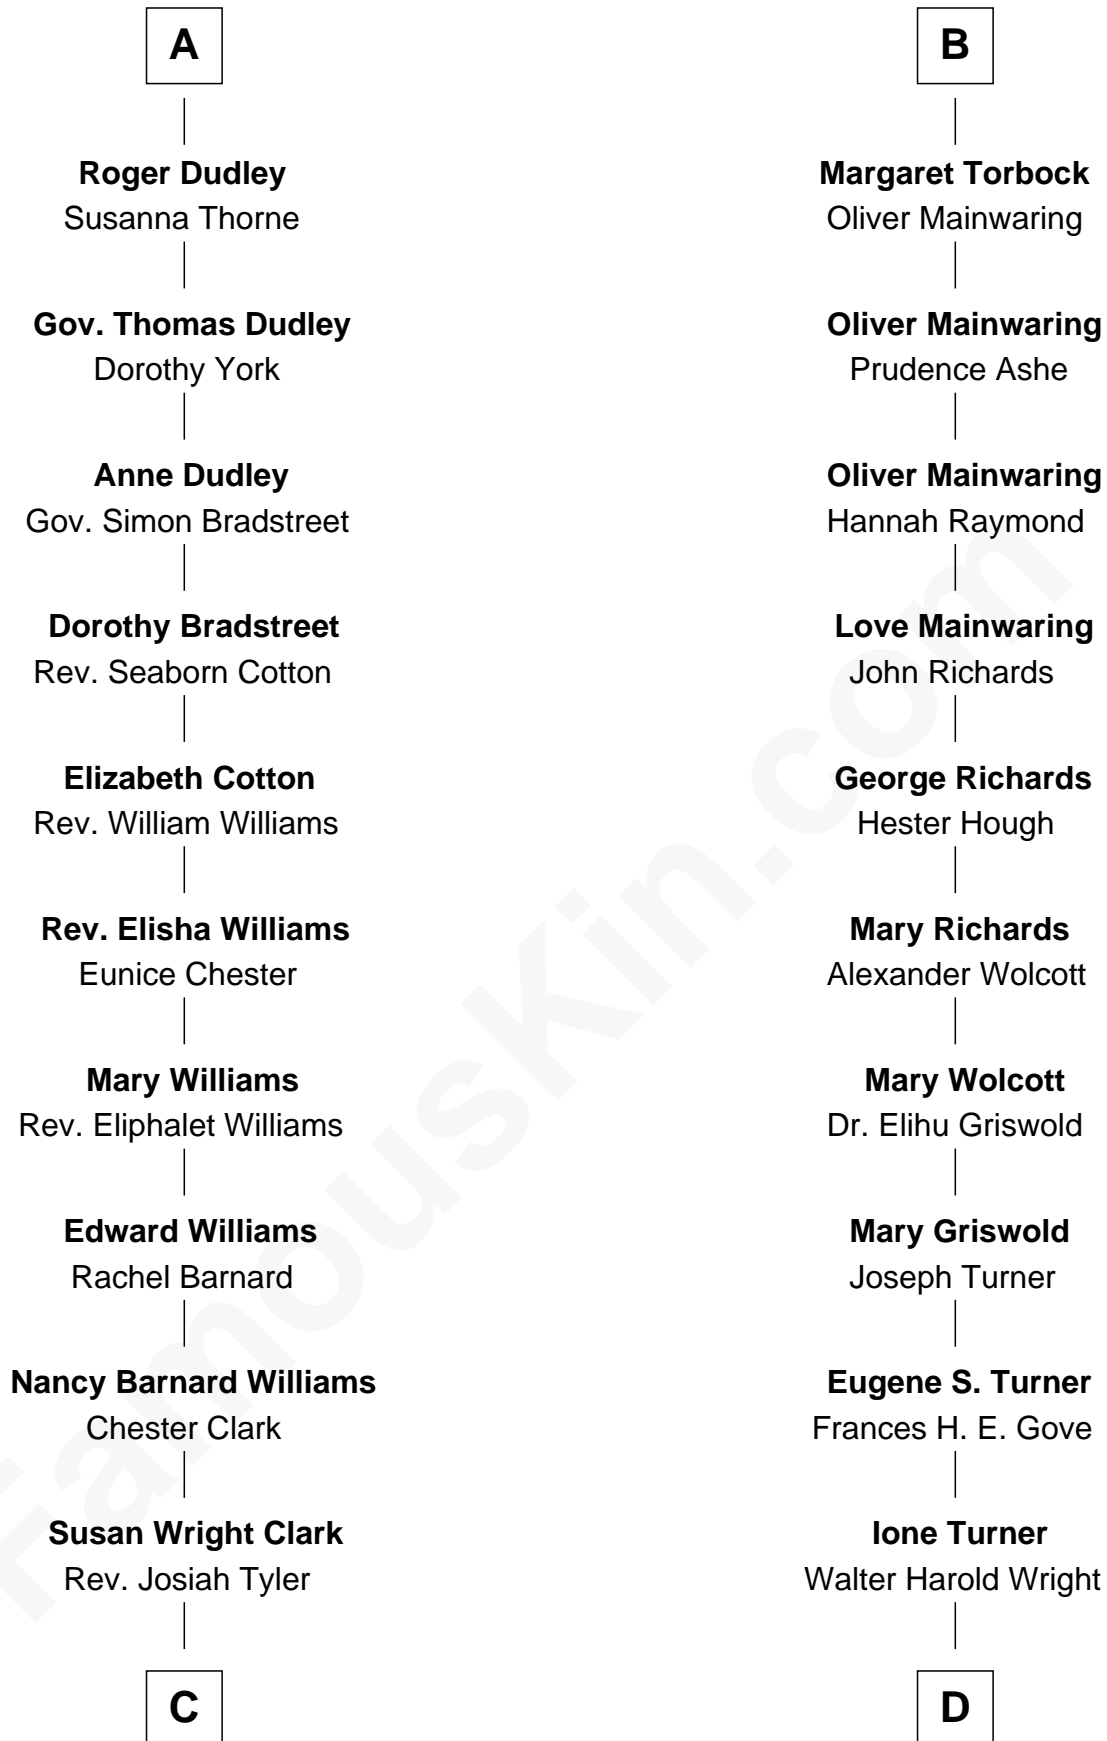 A
Roger Dudley
Susanna Thorne
Gov. Thomas Dudley
Dorothy York
Anne Dudley
Gov. Simon Bradstreet
Dorothy Bradstreet
Rev. Seaborn Cotton
Elizabeth Cotton
Rev. William Williams
Rev. Elisha Williams
Eunice Chester
Mary Williams
Rev. Eliphalet Williams
Edward Williams
Rachel Barnard
Nancy Barnard Williams
Chester Clark
Susan Wright Clark
Rev. Josiah Tyler
C
B
Margaret Torbock
Oliver Mainwaring
Oliver Mainwaring
Prudence Ashe
Oliver Mainwaring
Hannah Raymond
Love Mainwaring
John Richards
George Richards
Hester Hough
Mary Richards
Alexander Wolcott
Mary Wolcott
Dr. Elihu Griswold
Mary Griswold
Joseph Turner
Eugene S. Turner
Frances H. E. Gove
Ione Turner
Walter Harold Wright
D
FamousKin.com